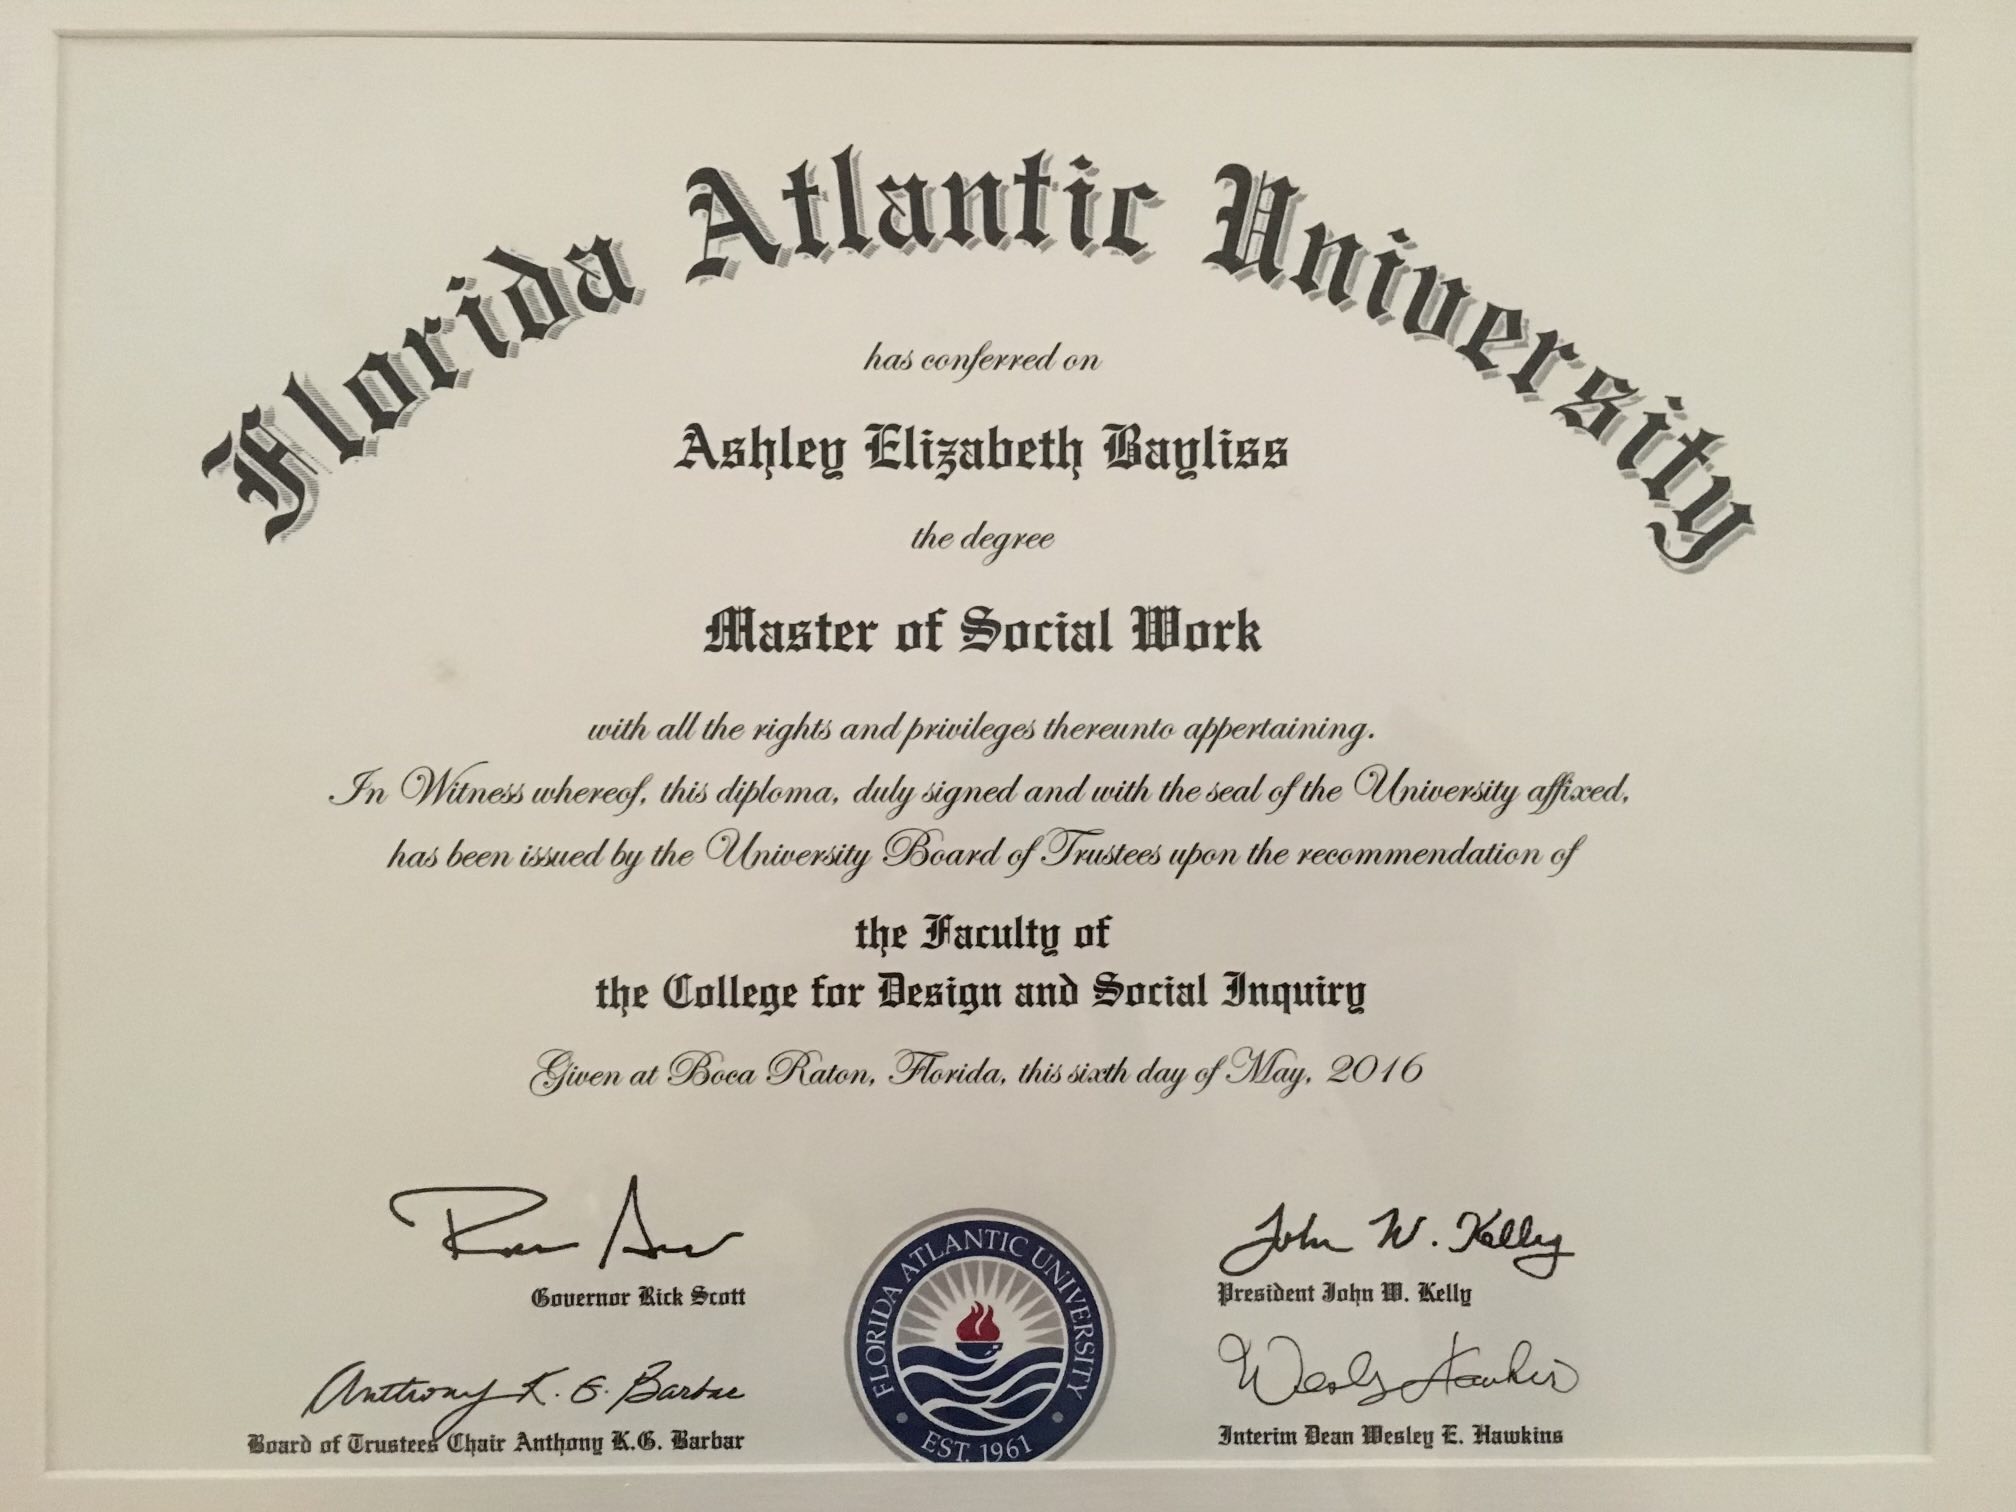 Florida Atlantic University
has conferred on
Ashley Elizabeth Bayliss
the degree
Master of Social Work
with all the rights and privileges thereunto appertaining.
In Witness whereof, this diploma, duly signed and with the seal of the University affixed,
has been issued by the University Board of Trustees upon the recommendation of
the Faculty of
the College for Design and Social Inquiry
Given at Boca Raton, Florida, this sixth day of May, 2016
Governor Rick Scott
Anthony K. G. Barbar
Board of Trustees Chair Anthony K.G. Barbar
FLORIDA ATLANTIC UNIVERSITY
EST. 1961
John W. Kelly
President John W. Kelly
Wesley Hawkins
Interim Dean Wesley E. Hawkins